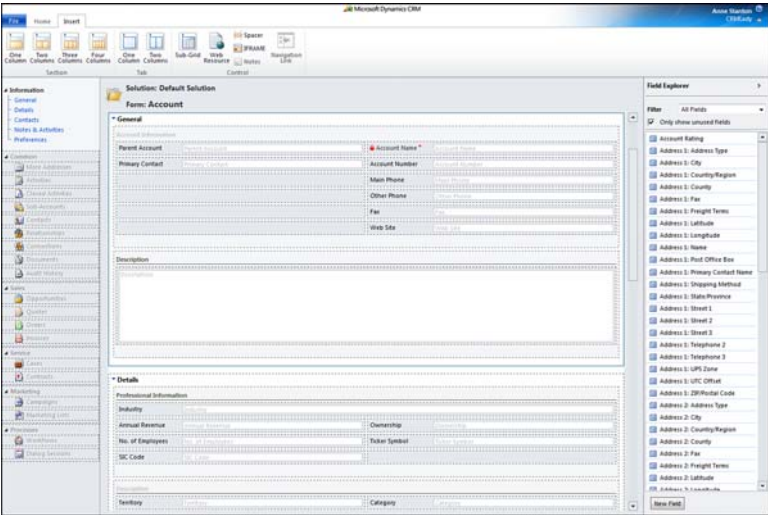 Microsoft Dynamics CRM
Anne Stanton
CRMlady
File
Home
Insert
One Column
Two Columns
Three Columns
Four Columns
One Column
Two Columns
Sub-Grid
Web Resource
Spacer
IFRAME
Notes
Navigation Link
Section
Tab
Control
Information
General
Details
Contacts
Notes & Activities
Preferences
Common
More Addresses
Activities
Closed Activities
Sub-Accounts
Contacts
Relationships
Connections
Documents
Audit History
Sales
Opportunities
Quotes
Orders
Invoices
Service
Cases
Contracts
Marketing
Campaigns
Marketing Lists
Processes
Workflows
Dialog Sessions
Solution: Default Solution
Form: Account
General
Account Information
Parent Account
Parent Account
Account Name *
Account Name
Primary Contact
Primary Contact
Account Number
Account Number
Main Phone
Main Phone
Other Phone
Other Phone
Fax
Fax
Web Site
Web Site
Description
Description
Details
Professional Information
Industry
Industry
Annual Revenue
Annual Revenue
Ownership
Ownership
No. of Employees
No. of Employees
Ticker Symbol
Ticker Symbol
SIC Code
SIC Code
Description
Territory
Territory
Category
Category
Field Explorer
Filter
All Fields
Only show unused fields
Account Rating
Address 1: Address Type
Address 1: City
Address 1: Country/Region
Address 1: County
Address 1: Fax
Address 1: Freight Terms
Address 1: Latitude
Address 1: Longitude
Address 1: Name
Address 1: Post Office Box
Address 1: Primary Contact Name
Address 1: Shipping Method
Address 1: State/Province
Address 1: Street 1
Address 1: Street 2
Address 1: Street 3
Address 1: Telephone 2
Address 1: Telephone 3
Address 1: UPS Zone
Address 1: UTC Offset
Address 1: ZIP/Postal Code
Address 2: Address Type
Address 2: City
Address 2: Country/Region
Address 2: County
Address 2: Fax
Address 2: Freight Terms
Address 2: Latitude
Address 2: Longitude
New Field